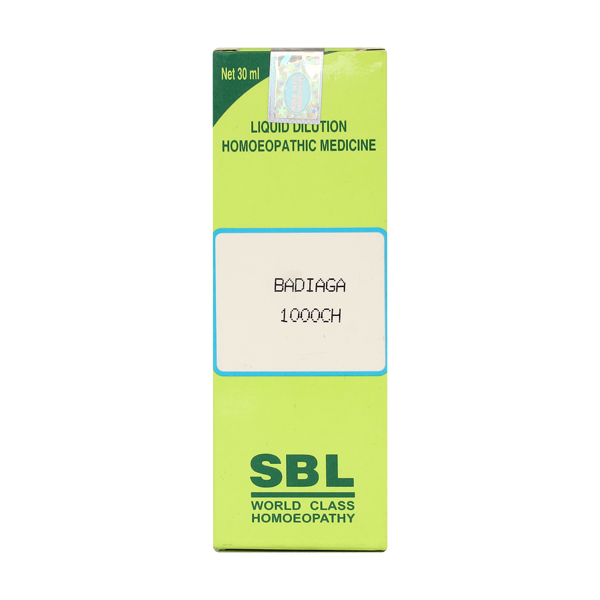 Net 30 ml
LIQUID DILUTION
HOMOEOPATHIC MEDICINE
BADIAGA
1000CH
SBL
WORLD CLASS
HOMOEOPATHY